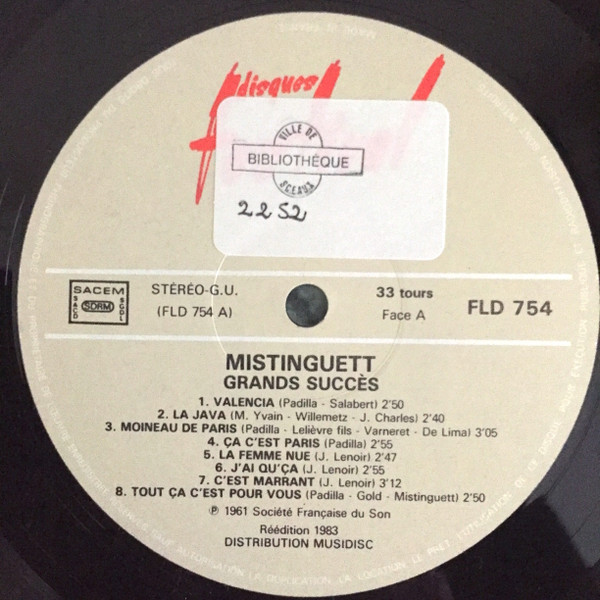 disques
VILLE DE
BIBLIOTHÈQUE
SCEAUX
2252
SACEM
SACD SDRM SGDL
STÉRÉO-G.U.
(FLD 754 A)
33 tours
Face A
FLD 754
MISTINGUETT
GRANDS SUCCÈS
1. VALENCIA (Padilla - Salabert) 2'50
2. LA JAVA (M. Yvain - Willemetz - J. Charles) 2'40
3. MOINEAU DE PARIS (Padilla - Lelièvre fils - Varneret - De Lima) 3'05
4. ÇA C'EST PARIS (Padilla) 2'55
5. LA FEMME NUE (J. Lenoir) 2'47
6. J'AI QU'ÇA (J. Lenoir) 2'55
7. C'EST MARRANT (J. Lenoir) 3'12
8. TOUT ÇA C'EST POUR VOUS (Padilla - Gold - Mistinguett) 2'50
℗ 1961 Société Française du Son
Réédition 1983
DISTRIBUTION MUSIDISC